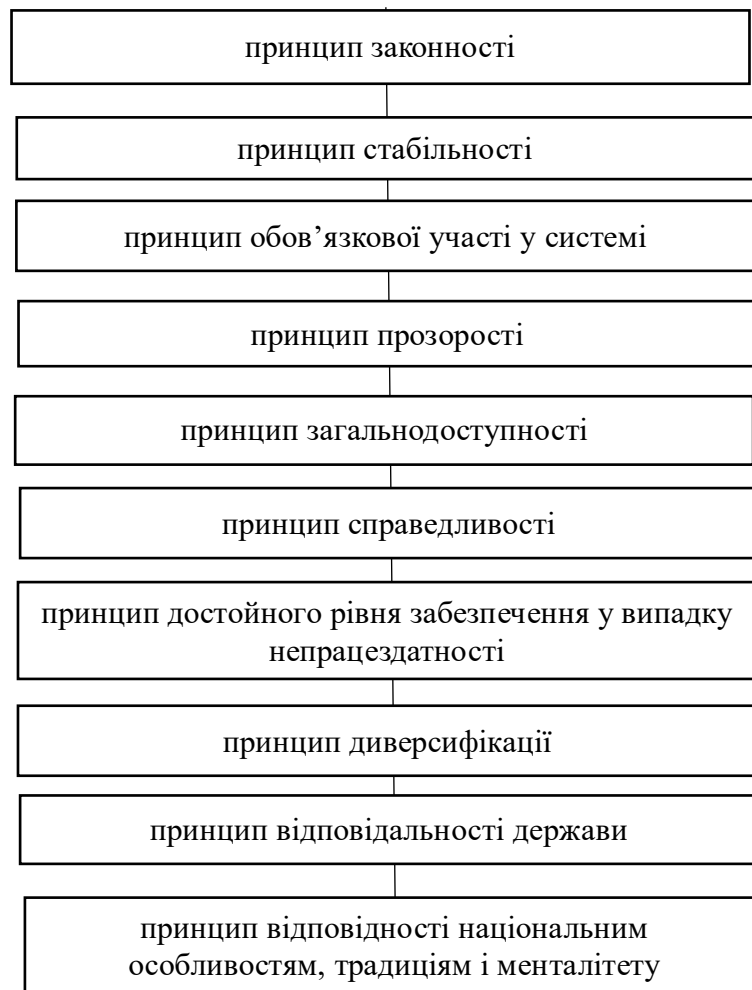 принцип законності
принцип стабільності
принцип обов’язкової участі у системі
принцип прозорості
принцип загальнодоступності
принцип справедливості
принцип достойного рівня забезпечення у випадку
непрацездатності
принцип диверсифікації
принцип відповідальності держави
принцип відповідності національним
особливостям, традиціям і менталітету